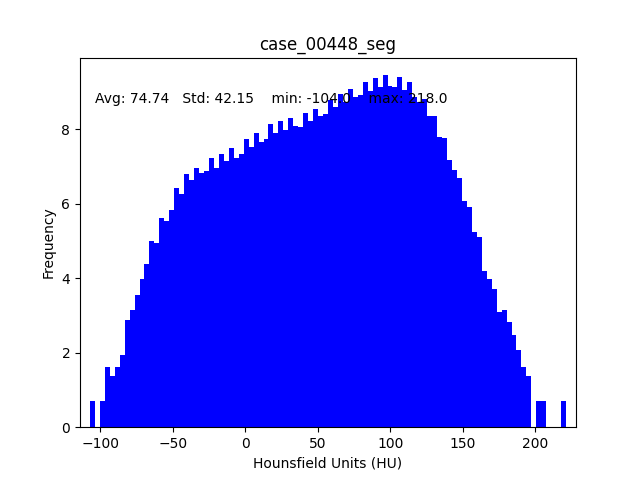 case_00448_seg
Avg: 74.74 Std: 42.15 min: -104.0 max: 218.0
Frequency
8
6
4
2
0
−100 −50 0 50 100 150 200
Hounsfield Units (HU)